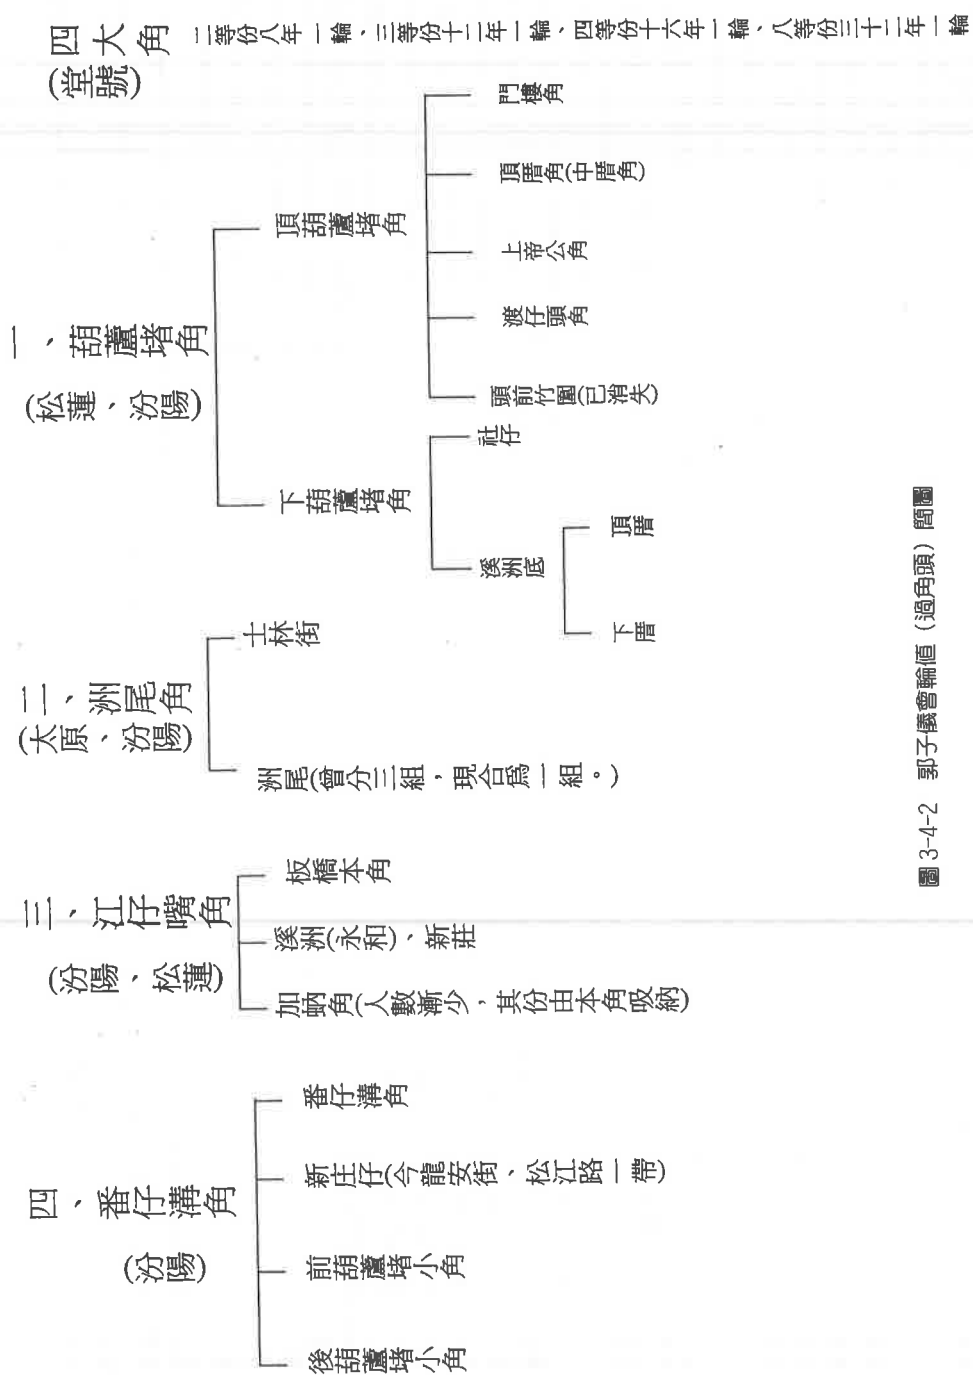 四大角
(堂號)
二等份八年一輪、三等份十二年一輪、四等份十六年一輪、八等份三十二年一輪
一、葫蘆堵角
(松蓮、汾陽)
頂葫蘆堵角
門樓角
頂厝角(中厝角)
上帝公角
渡仔頭角
頭前竹圍(已消失)
下葫蘆堵角
社仔
溪洲底
頂厝
下厝
二、洲尾角
(太原、汾陽)
士林街
洲尾(曾分三組，現合爲一組。)
三、江仔嘴角
(汾陽、松蓮)
板橋本角
溪洲(永和)、新莊
加蚋角(人數漸少，其份由本角吸納)
四、番仔溝角
(汾陽)
番仔溝角
新庄仔(今龍安街、松江路一帶)
前葫蘆堵小角
後葫蘆堵小角
圖 3-4-2 郭子儀會輪值（過角頭）簡圖